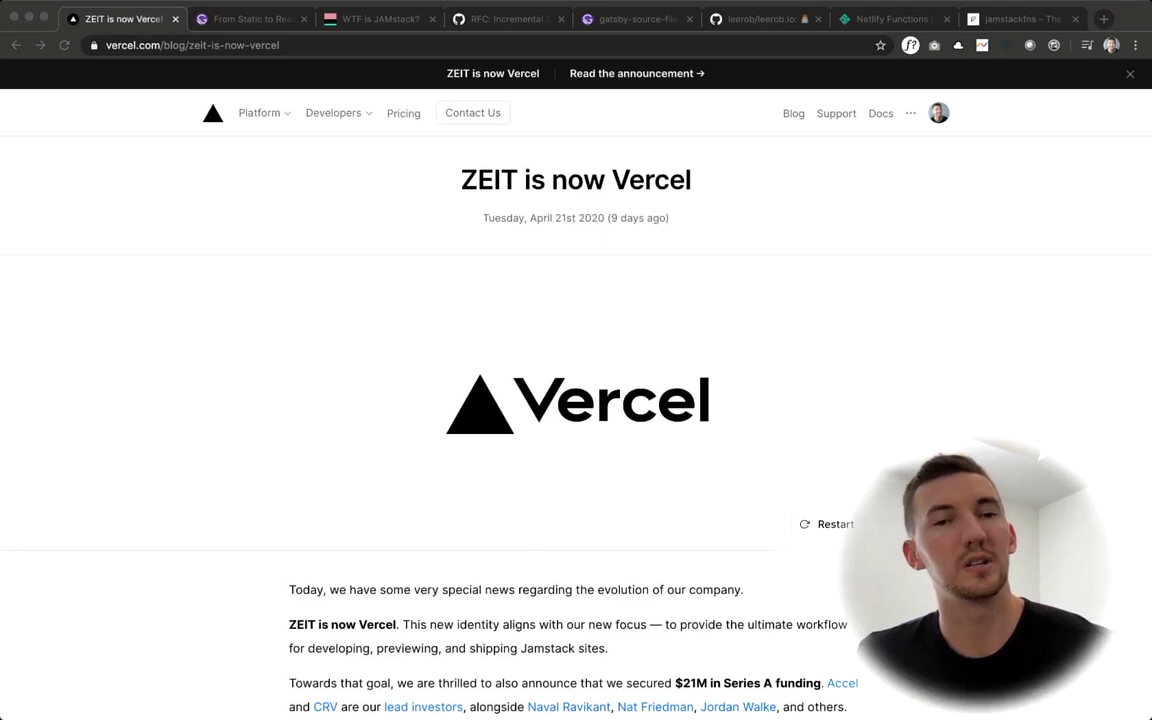 ZEIT is now Vercel
From Static to Rea
WTF is JAMstack?
RFC: Incremental
gatsby-source-file
leerob/leerob.io:
Netlify Functions
jamstackfns – The
vercel.com/blog/zeit-is-now-vercel
ZEIT is now Vercel Read the announcement →
Platform Developers Pricing Contact Us Blog Support Docs
ZEIT is now Vercel
Tuesday, April 21st 2020 (9 days ago)
Vercel
Restart
Today, we have some very special news regarding the evolution of our company.
ZEIT is now Vercel. This new identity aligns with our new focus — to provide the ultimate workflow
for developing, previewing, and shipping Jamstack sites.
Towards that goal, we are thrilled to also announce that we secured $21M in Series A funding. Accel
and CRV are our lead investors, alongside Naval Ravikant, Nat Friedman, Jordan Walke, and others.